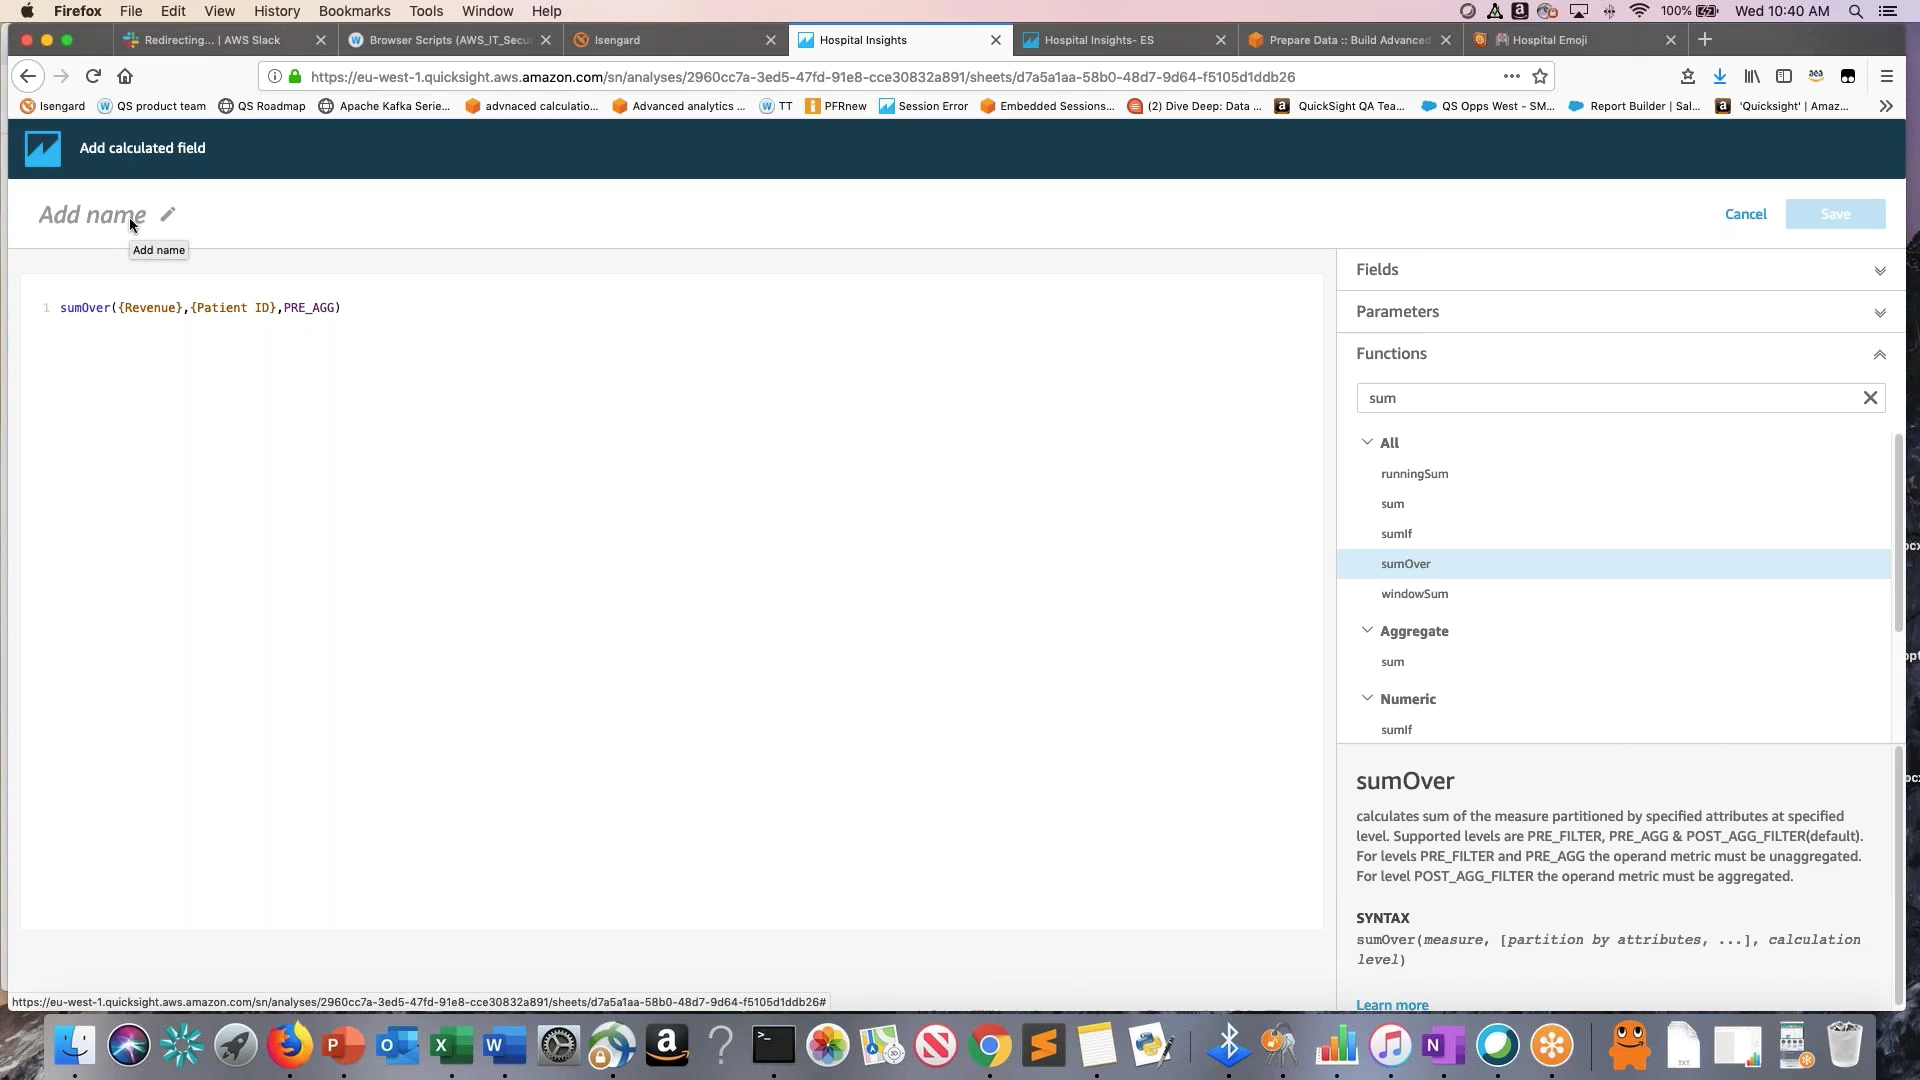 Firefox File Edit View History Bookmarks Tools Window Help 100% Wed 10:40 AM
Redirecting... | AWS Slack
Browser Scripts (AWS_IT_Secu
Isengard
Hospital Insights
Hospital Insights- ES
Prepare Data :: Build Advanced
Hospital Emoji
https://eu-west-1.quicksight.aws.amazon.com/sn/analyses/2960cc7a-3ed5-47fd-91e8-cce30832a891/sheets/d7a5a1aa-58b0-48d7-9d64-f5105d1ddb26
Isengard
QS product team
QS Roadmap
Apache Kafka Serie...
advnaced calculatio...
Advanced analytics ...
TT
PFRnew
Session Error
Embedded Sessions...
(2) Dive Deep: Data ...
QuickSight QA Tea...
QS Opps West - SM...
Report Builder | Sal...
'Quicksight' | Amaz...
Add calculated field
Add name
Cancel
Save
Add name
1 sumOver({Revenue},{Patient ID},PRE_AGG)
Fields
Parameters
Functions
sum
All
runningSum
sum
sumIf
sumOver
windowSum
Aggregate
sum
Numeric
sumIf
sumOver
calculates sum of the measure partitioned by specified attributes at specified
level. Supported levels are PRE_FILTER, PRE_AGG & POST_AGG_FILTER(default).
For levels PRE_FILTER and PRE_AGG the operand metric must be unaggregated.
For level POST_AGG_FILTER the operand metric must be aggregated.
SYNTAX
sumOver(measure, [partition by attributes, ...], calculation
level)
Learn more
https://eu-west-1.quicksight.aws.amazon.com/sn/analyses/2960cc7a-3ed5-47fd-91e8-cce30832a891/sheets/d7a5a1aa-58b0-48d7-9d64-f5105d1ddb26#